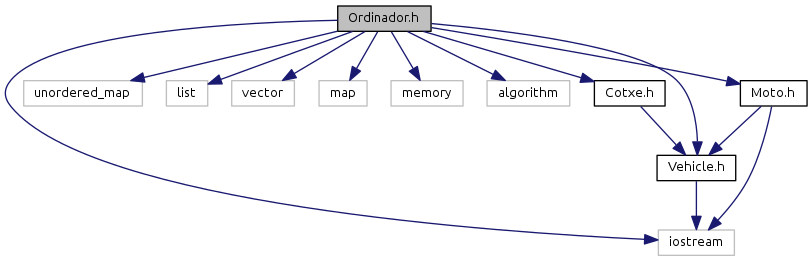 Ordinador.h
unordered_map
list
vector
map
memory
algorithm
Cotxe.h
Moto.h
Vehicle.h
iostream